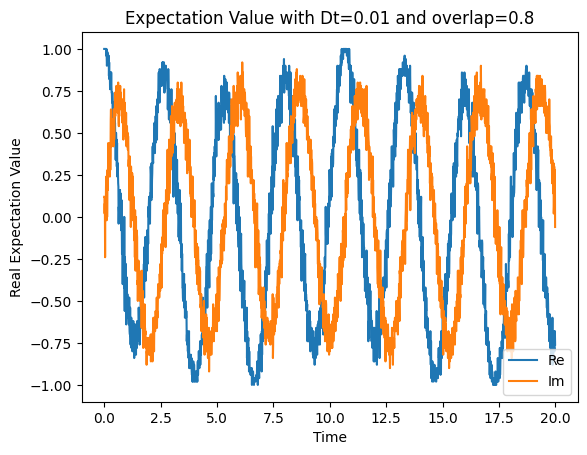 Expectation Value with Dt=0.01 and overlap=0.8
Real Expectation Value
1.00
0.75
0.50
0.25
0.00
−0.25
−0.50
−0.75
−1.00
0.0 2.5 5.0 7.5 10.0 12.5 15.0 17.5 20.0
Time
Re
Im